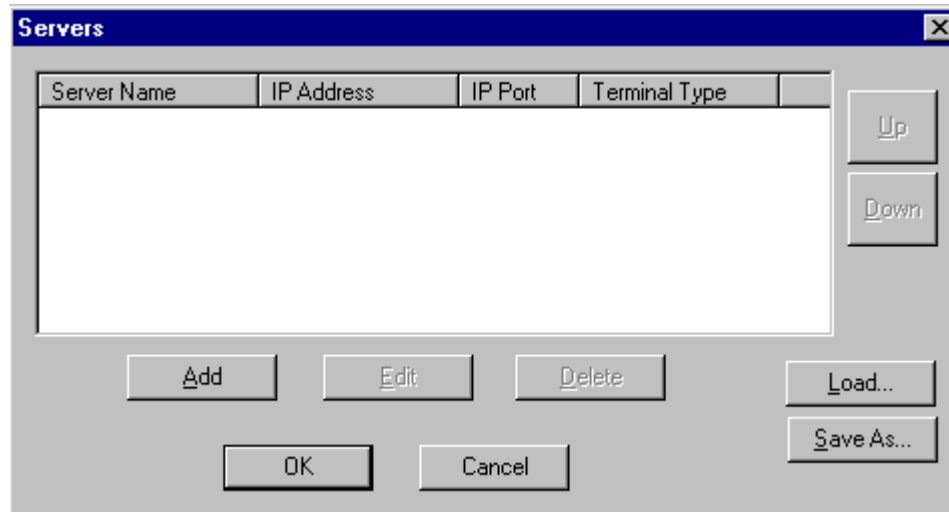 Servers
Server Name IP Address IP Port Terminal Type
Up
Down
Add Edit Delete
Load...
Save As...
OK Cancel